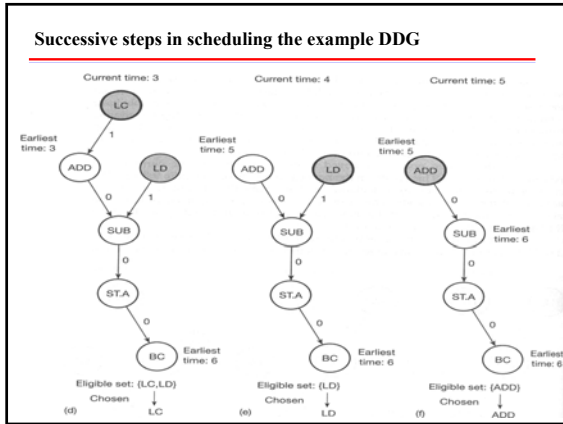 Successive steps in scheduling the example DDG
Current time: 3
LC
1
Earliest
time: 3
ADD
LD
0
1
SUB
0
ST.A
0
BC
Earliest
time: 6
Eligible set: {LC,LD}
(d)
Chosen
LC
Current time: 4
Earliest
time: 5
ADD
LD
0
1
SUB
0
ST.A
0
BC
Earliest
time: 6
Eligible set: {LD}
(e)
Chosen
LD
Current time: 5
Earliest
time: 5
ADD
0
SUB
Earliest
time: 6
0
ST.A
0
BC
Earliest
time: 6
Eligible set: {ADD}
(f)
Chosen
ADD